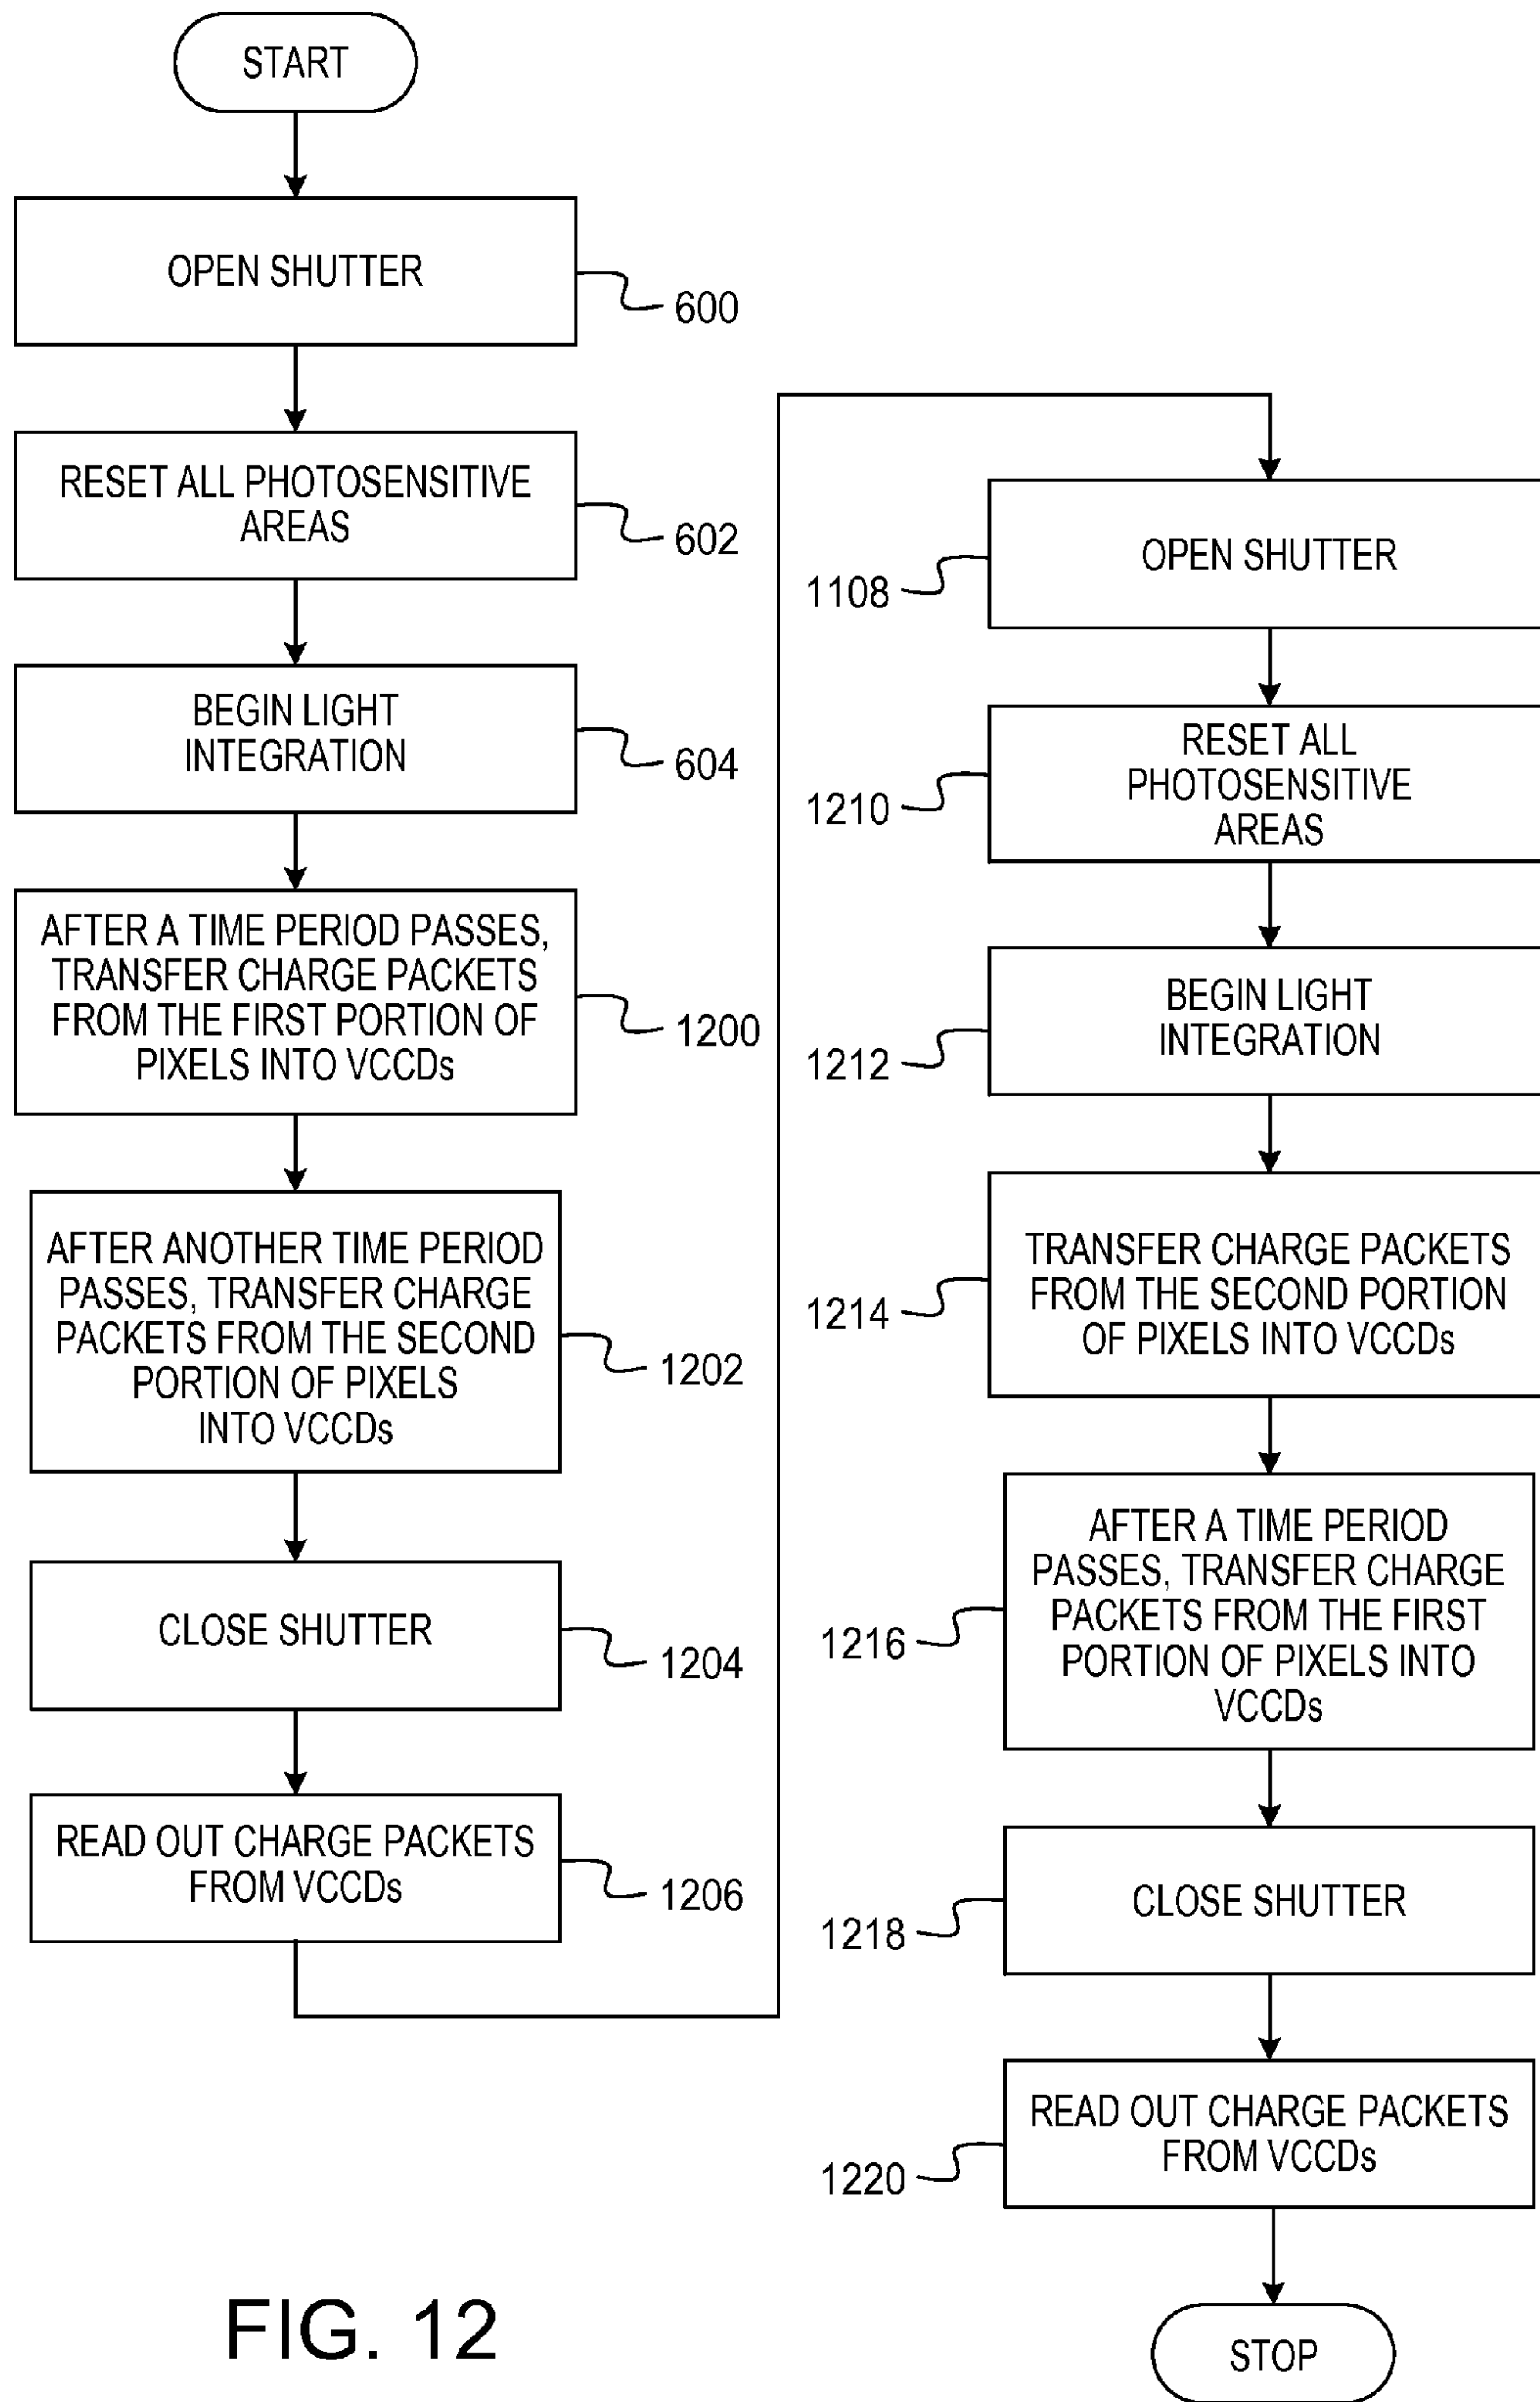 START
OPEN SHUTTER
600
RESET ALL PHOTOSENSITIVE
AREAS
602
BEGIN LIGHT
INTEGRATION
604
AFTER A TIME PERIOD PASSES,
TRANSFER CHARGE PACKETS
FROM THE FIRST PORTION OF
PIXELS INTO VCCDs
1200
AFTER ANOTHER TIME PERIOD
PASSES, TRANSFER CHARGE
PACKETS FROM THE SECOND
PORTION OF PIXELS
INTO VCCDs
1202
CLOSE SHUTTER
1204
READ OUT CHARGE PACKETS
FROM VCCDs
1206
OPEN SHUTTER
1108
RESET ALL
PHOTOSENSITIVE
AREAS
1210
BEGIN LIGHT
INTEGRATION
1212
TRANSFER CHARGE PACKETS
FROM THE SECOND PORTION
OF PIXELS INTO VCCDs
1214
AFTER A TIME PERIOD
PASSES, TRANSFER CHARGE
PACKETS FROM THE FIRST
PORTION OF PIXELS INTO
VCCDs
1216
CLOSE SHUTTER
1218
READ OUT CHARGE PACKETS
FROM VCCDs
1220
STOP
FIG. 12